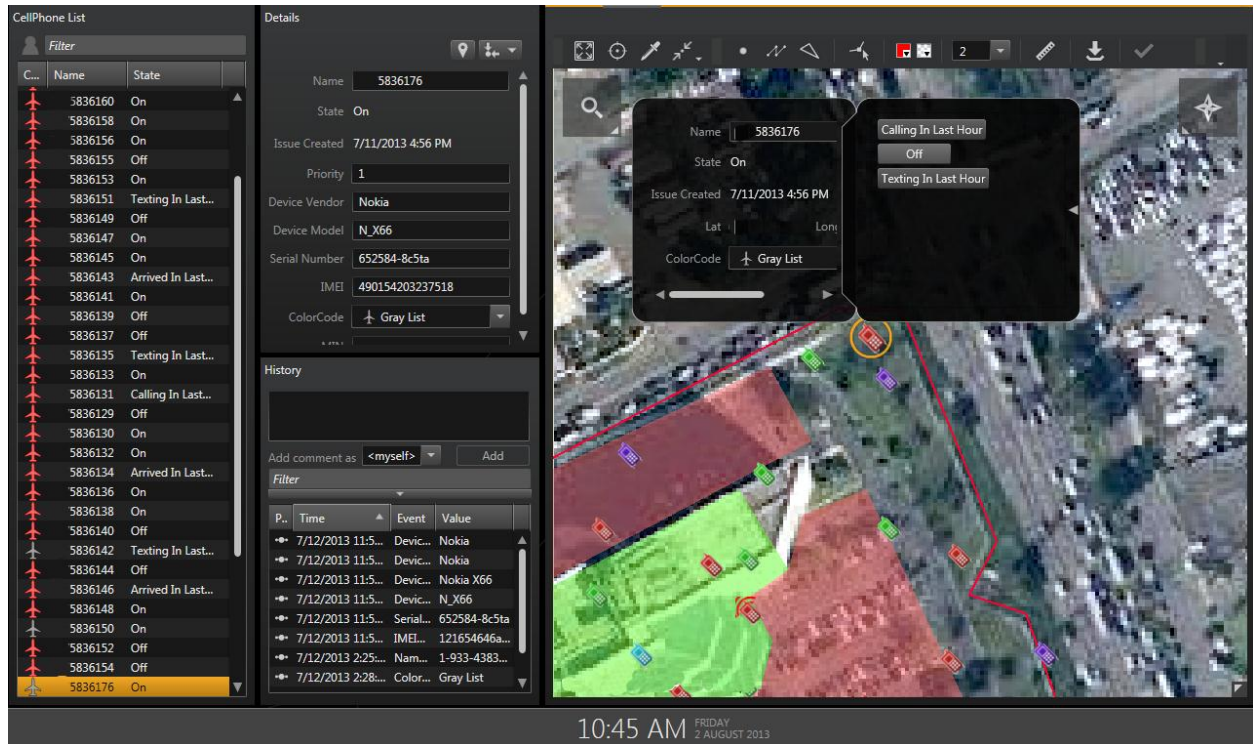 CellPhone List
Filter
C... Name State
5836160 On
5836158 On
5836156 On
5836155 Off
5836153 On
5836151 Texting In Last...
5836149 Off
5836147 On
5836145 On
5836143 Arrived In Last...
5836141 On
5836139 Off
5836137 Off
5836135 Texting In Last...
5836133 On
5836131 Calling In Last...
5836129 Off
5836130 On
5836132 On
5836134 Arrived In Last...
5836136 On
5836138 On
5836140 Off
5836142 Texting In Last...
5836144 Off
5836146 Arrived In Last...
5836148 On
5836150 On
5836152 Off
5836154 Off
5836176 On
Details
Name 5836176
State On
Issue Created 7/11/2013 4:56 PM
Priority 1
Device Vendor Nokia
Device Model N_X66
Serial Number 652584-8c5ta
IMEI 490154203237518
ColorCode Gray List
MIN
History
Add comment as <myself> Add
Filter
P.. Time Event Value
7/12/2013 11:5... Devic... Nokia
7/12/2013 11:5... Devic... Nokia
7/12/2013 11:5... Devic... Nokia X66
7/12/2013 11:5... Devic... N_X66
7/12/2013 11:5... Serial... 652584-8c5ta
7/12/2013 11:5... IMEI... 121654646a...
7/12/2013 2:25:... Nam... 1-933-4383...
7/12/2013 2:28:... Color... Gray List
2
Name 5836176
State On
Issue Created 7/11/2013 4:56 PM
Lat Long
ColorCode Gray List
Calling In Last Hour
Off
Texting In Last Hour
10:45 AM FRIDAY
2 AUGUST 2013